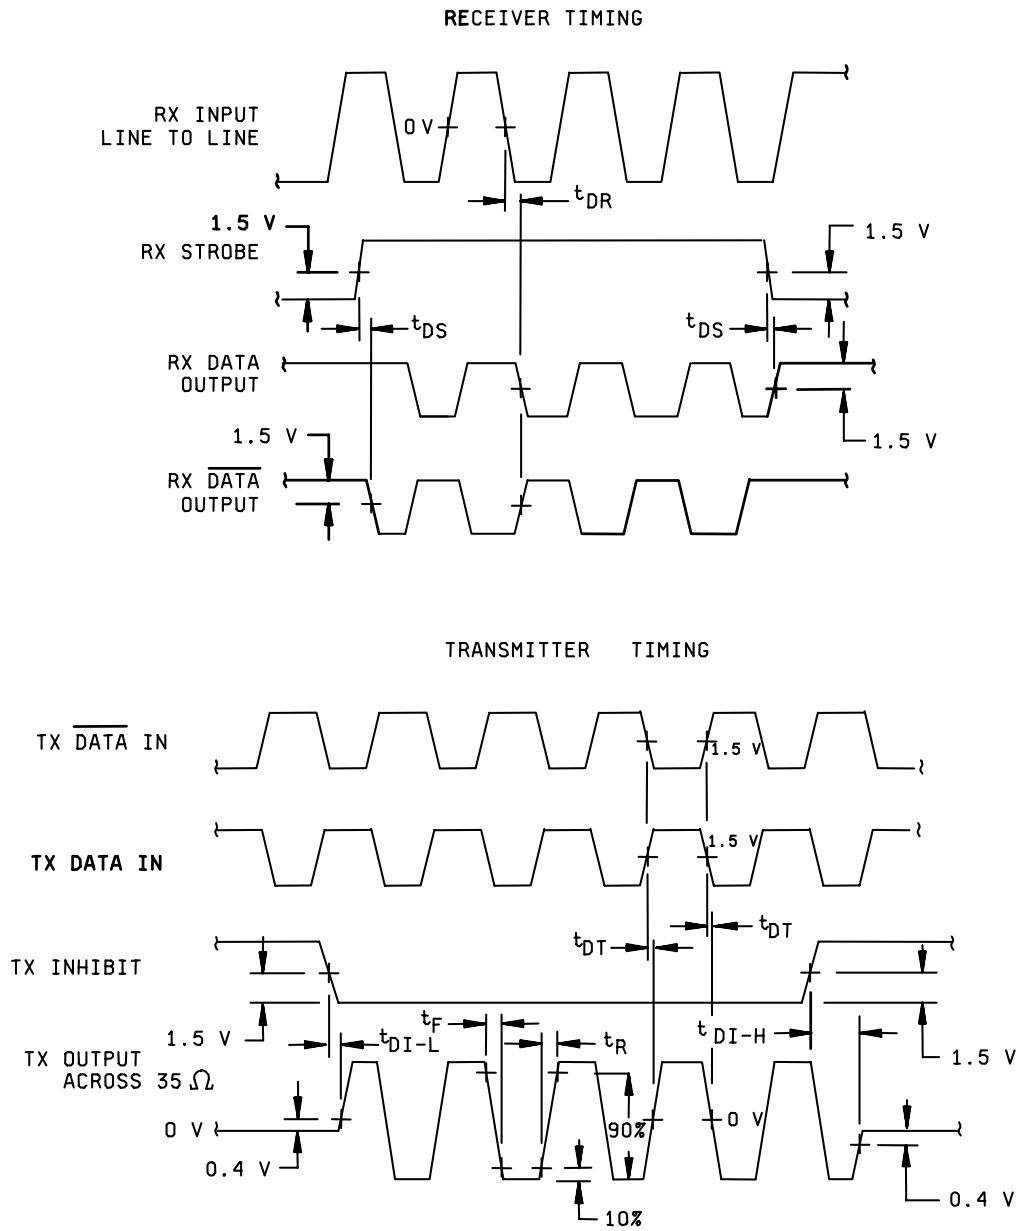 RECEIVER TIMING
RX INPUT
LINE TO LINE
0 V
tDR
1.5 V
1.5 V
RX STROBE
tDS
tDS
RX DATA
OUTPUT
1.5 V
1.5 V
RX D̅A̅T̅A̅
OUTPUT
TRANSMITTER TIMING
TX D̅A̅T̅A̅ IN
1.5 V
TX DATA IN
1.5 V
tDT
tDT
TX INHIBIT
tF
1.5 V
tDI-L
tR
tDI-H
1.5 V
TX OUTPUT
ACROSS 35 Ω
0 V
0 V
90%
0.4 V
0.4 V
10%